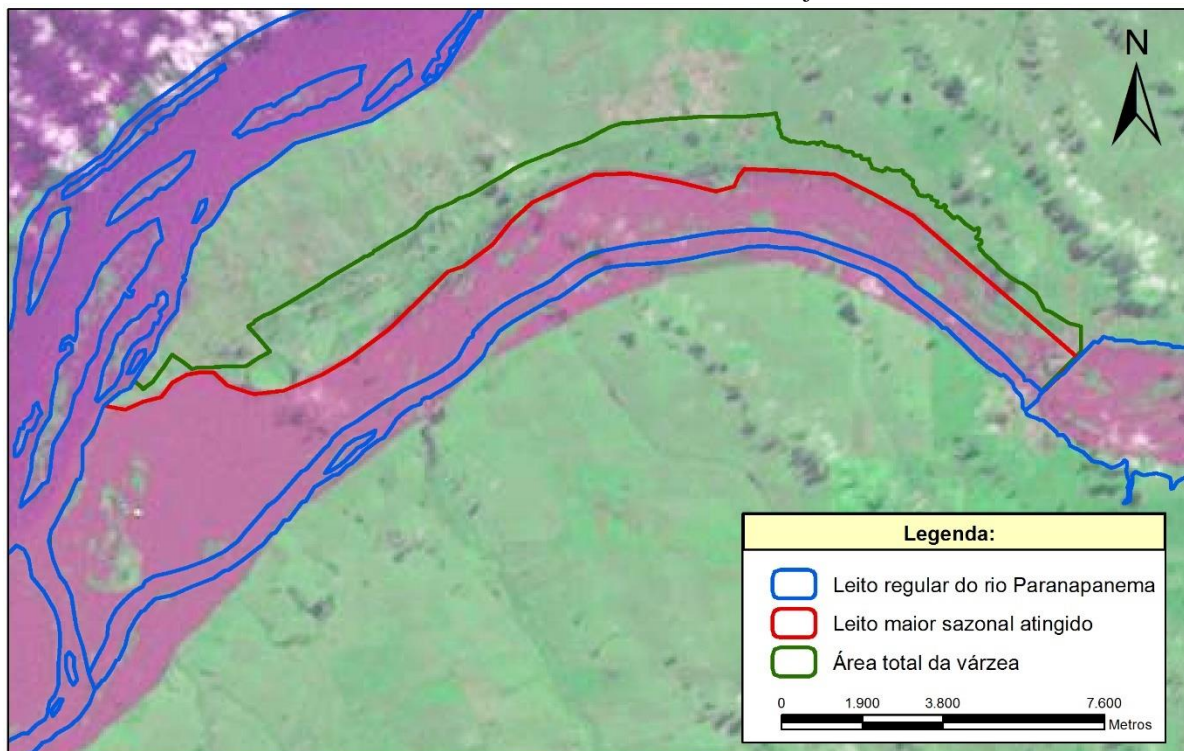 N
Legenda:
Leito regular do rio Paranapanema
Leito maior sazonal atingido
Área total da várzea
0 1.900 3.800 7.600
Metros